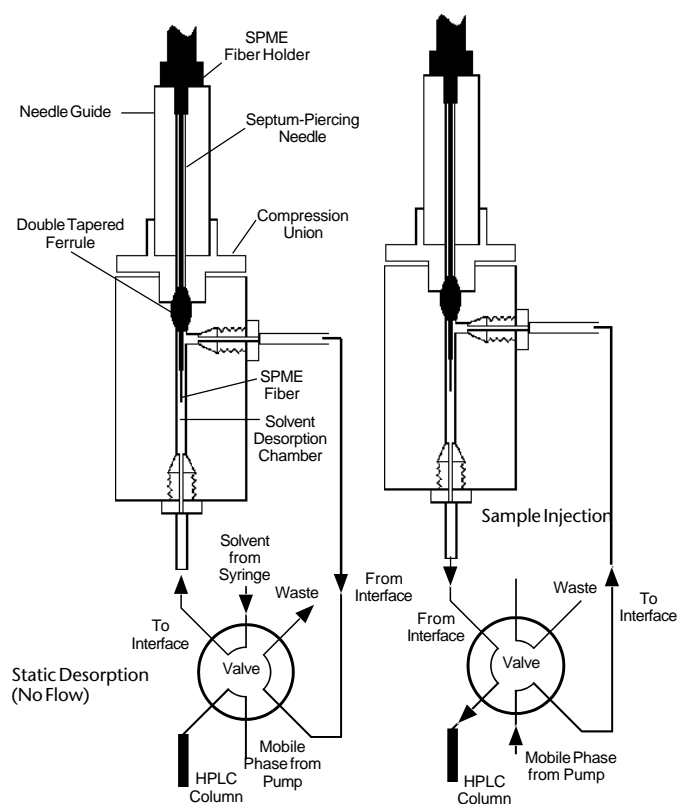 SPME
Fiber Holder
Needle Guide
Septum-Piercing
Needle
Double Tapered
Ferrule
Compression
Union
SPME
Fiber
Solvent
Desorption
Chamber
Solvent
from
Syringe
Waste
From
Interface
To
Interface
Valve
Static Desorption
(No Flow)
Mobile
Phase from
Pump
HPLC
Column
Sample Injection
Waste
From
Interface
To
Interface
Valve
Mobile Phase
from Pump
HPLC
Column